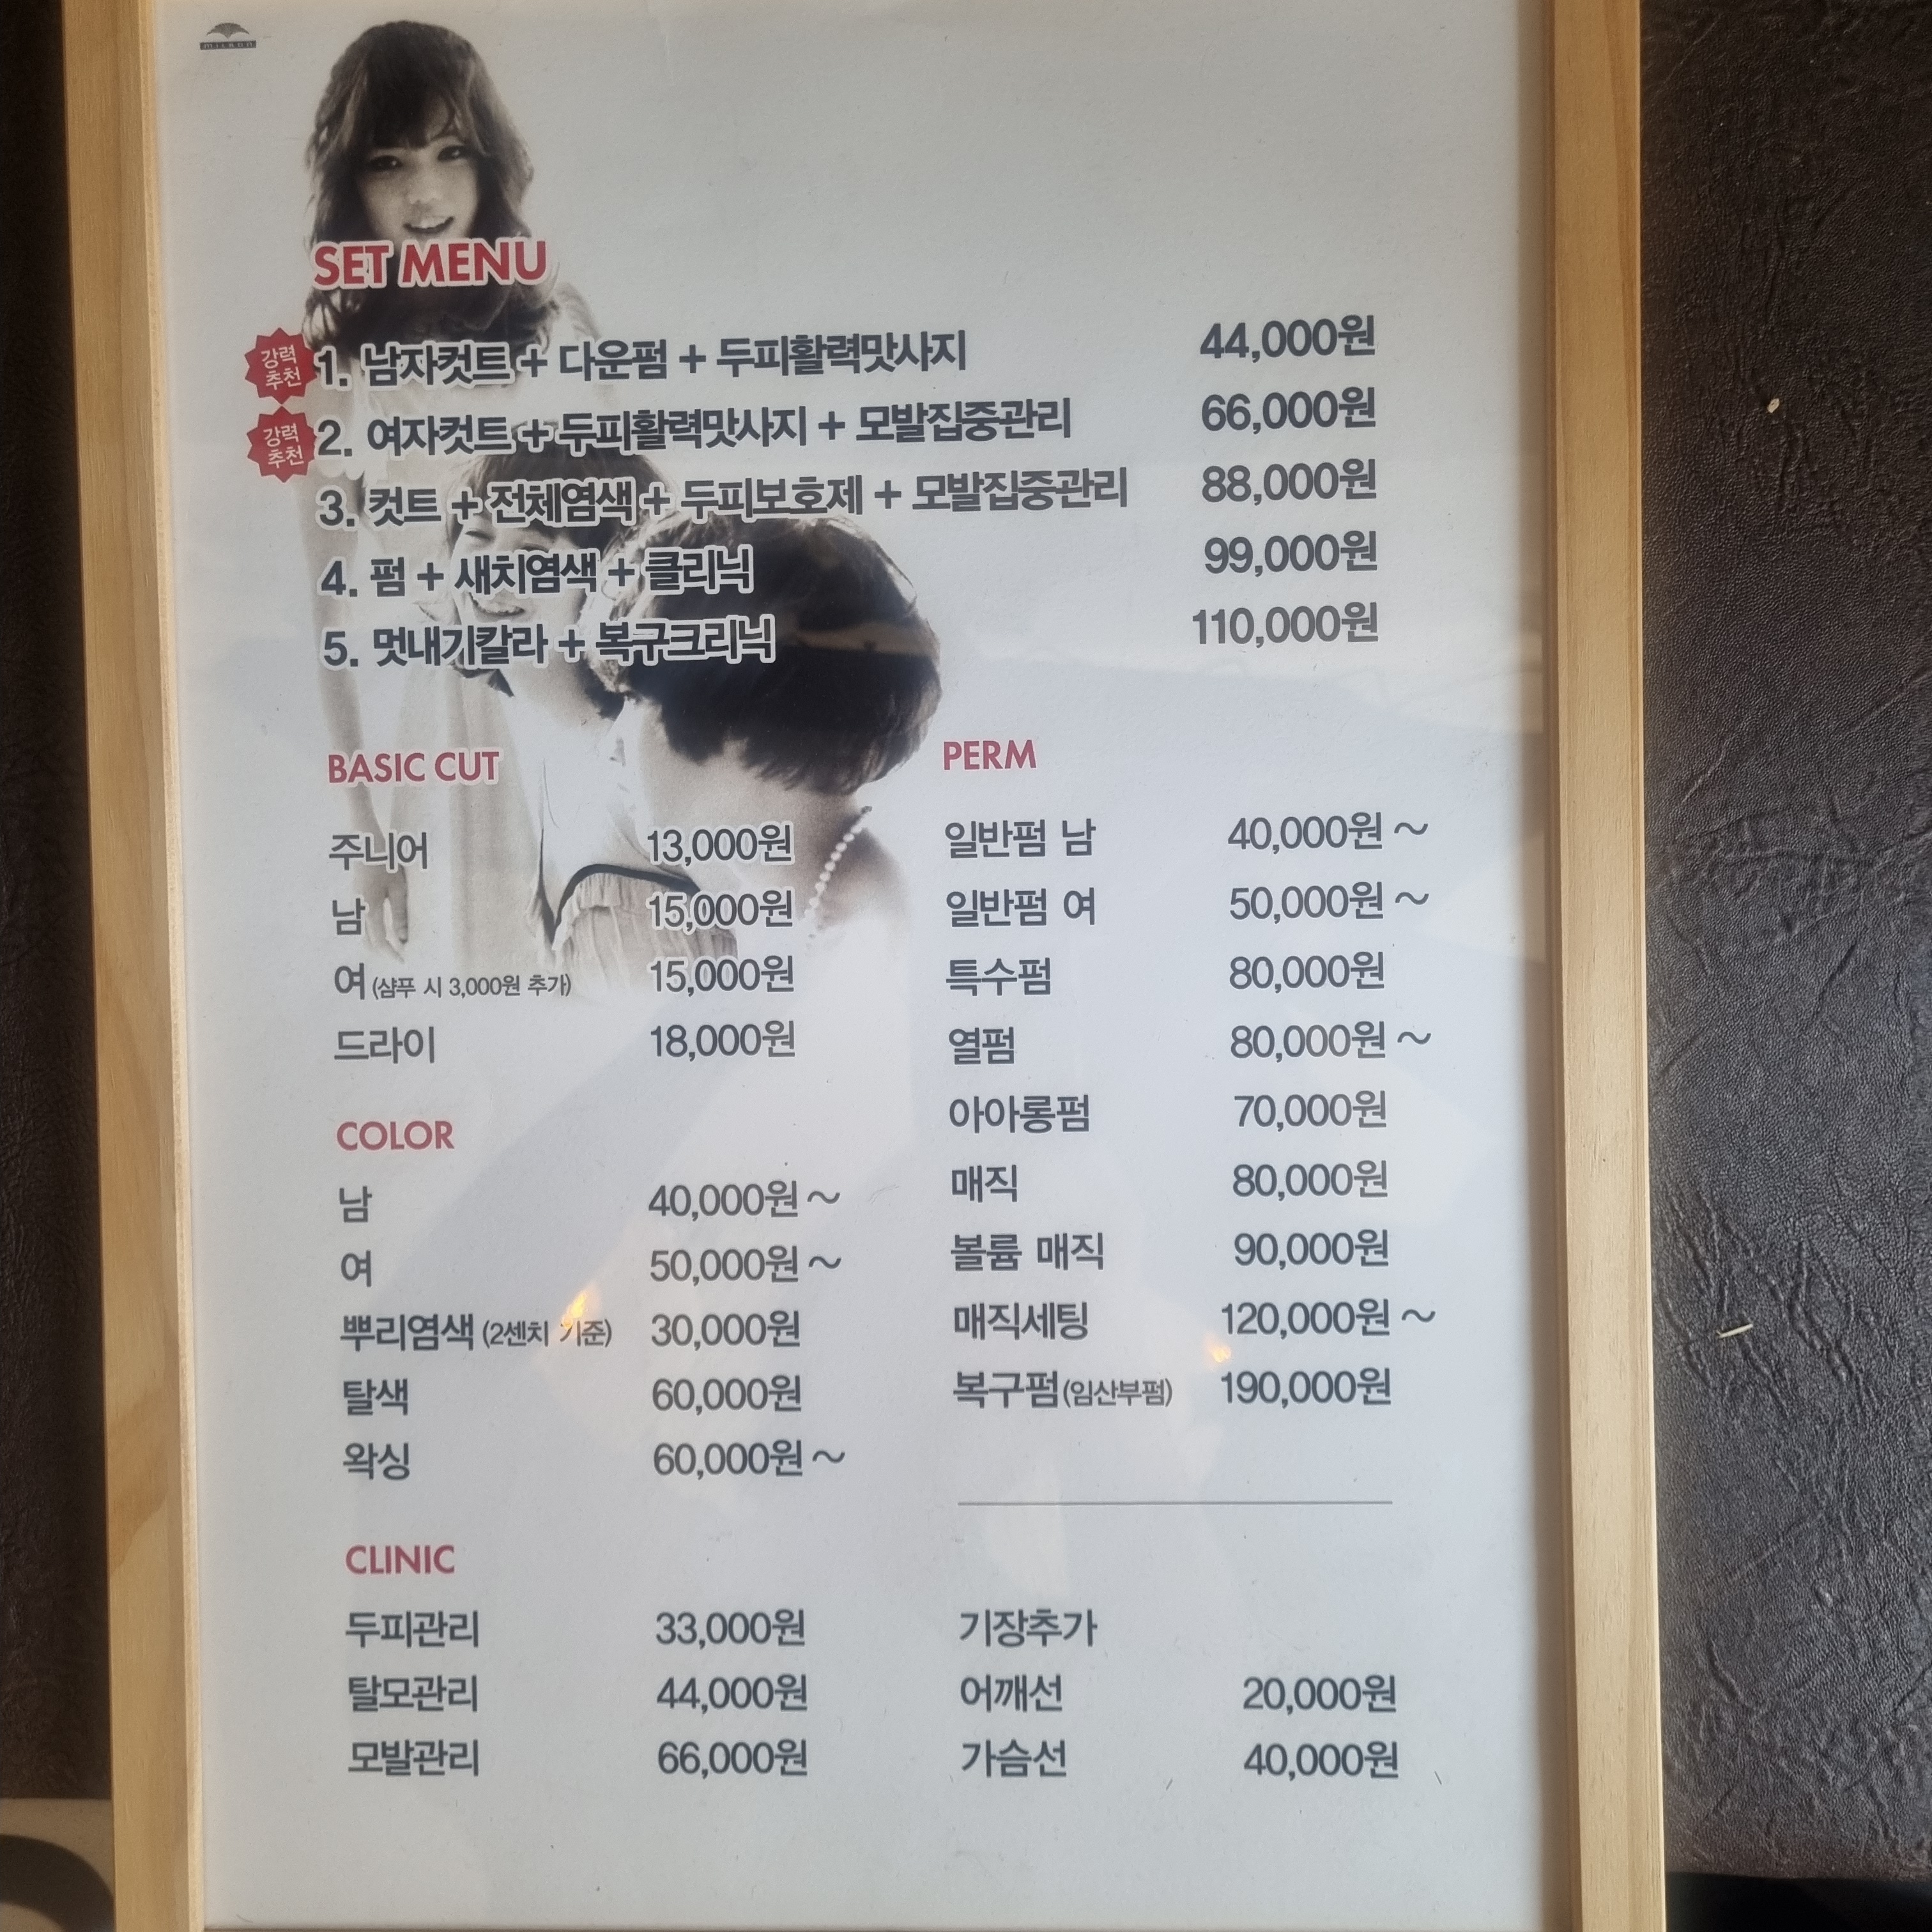 milbon
SET MENU
강력
추천
1. 남자컷트 + 다운펌 + 두피활력맛사지 44,000원
강력
추천
2. 여자컷트 + 두피활력맛사지 + 모발집중관리 66,000원
3. 컷트 + 전체염색 + 두피보호제 + 모발집중관리 88,000원
4. 펌 + 새치염색 + 클리닉 99,000원
5. 멋내기칼라 + 복구크리닉 110,000원
BASIC CUT
주니어 13,000원
남 15,000원
여 (샴푸 시 3,000원 추가) 15,000원
드라이 18,000원
COLOR
남 40,000원~
여 50,000원~
뿌리염색 (2센치 기준) 30,000원
탈색 60,000원
왁싱 60,000원~
CLINIC
두피관리 33,000원
탈모관리 44,000원
모발관리 66,000원
PERM
일반펌 남 40,000원~
일반펌 여 50,000원~
특수펌 80,000원
열펌 80,000원~
아아롱펌 70,000원
매직 80,000원
볼륨 매직 90,000원
매직세팅 120,000원~
복구펌(임산부펌) 190,000원
기장추가
어깨선 20,000원
가슴선 40,000원